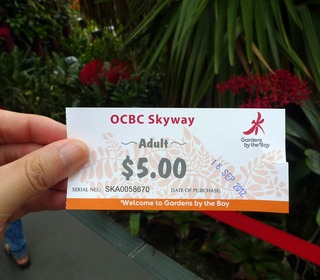 OCBC Skyway
Adult
$5.00
Gardens
by the Bay
16 SEP 2012
SERIAL NO: SKA0058670 DATE OF PURCHASE:
*Welcome to Gardens by the Bay